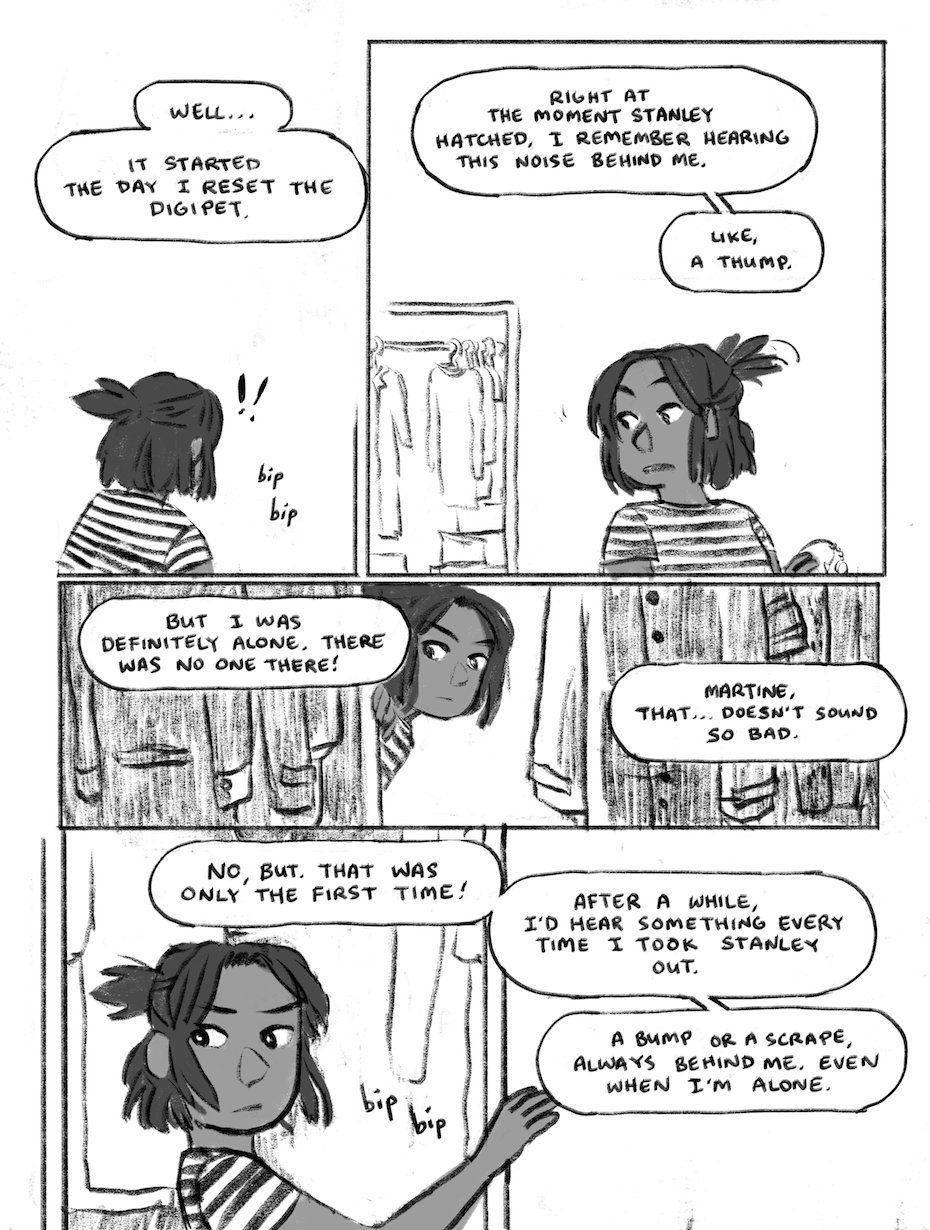 WELL...
IT STARTED
THE DAY I RESET THE
DIGIPET.
!!
bip
bip
RIGHT AT
THE MOMENT STANLEY
HATCHED, I REMEMBER HEARING
THIS NOISE BEHIND ME.
LIKE,
A THUMP.
BUT I WAS
DEFINITELY ALONE. THERE
WAS NO ONE THERE!
MARTINE,
THAT... DOESN'T SOUND
SO BAD.
NO, BUT. THAT WAS
ONLY THE FIRST TIME!
AFTER A WHILE,
I'D HEAR SOMETHING EVERY
TIME I TOOK STANLEY
OUT.
A BUMP OR A SCRAPE,
ALWAYS BEHIND ME. EVEN
WHEN I'M ALONE.
bip
bip